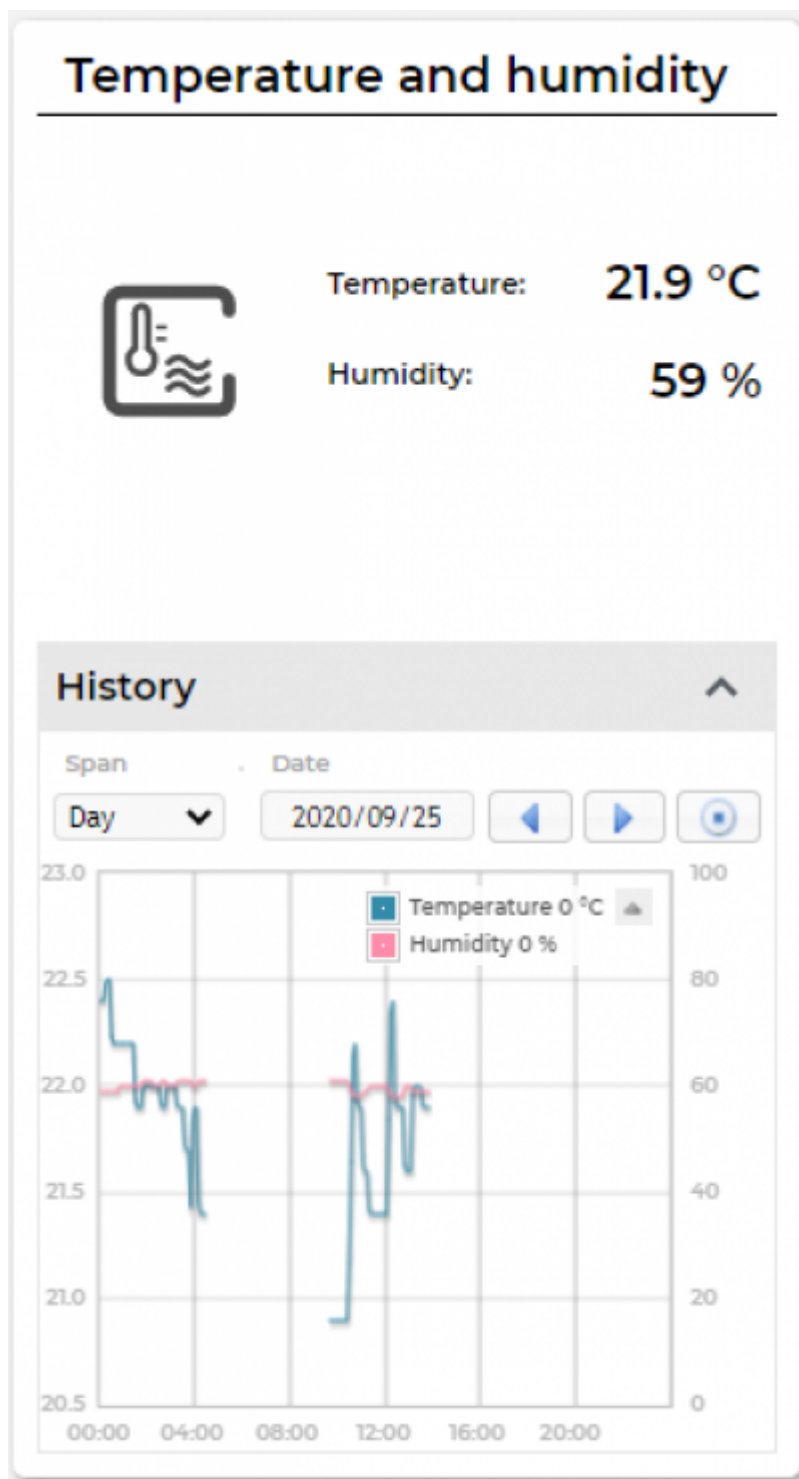 Temperature and humidity
Temperature: 21.9 °C
Humidity: 59 %
History
Span . Date
Day 2020/09/25
23.0 100
Temperature 0 °C
Humidity 0 %
22.5 80
22.0 60
21.5 40
21.0 20
20.5 0
00:00 04:00 08:00 12:00 16:00 20:00